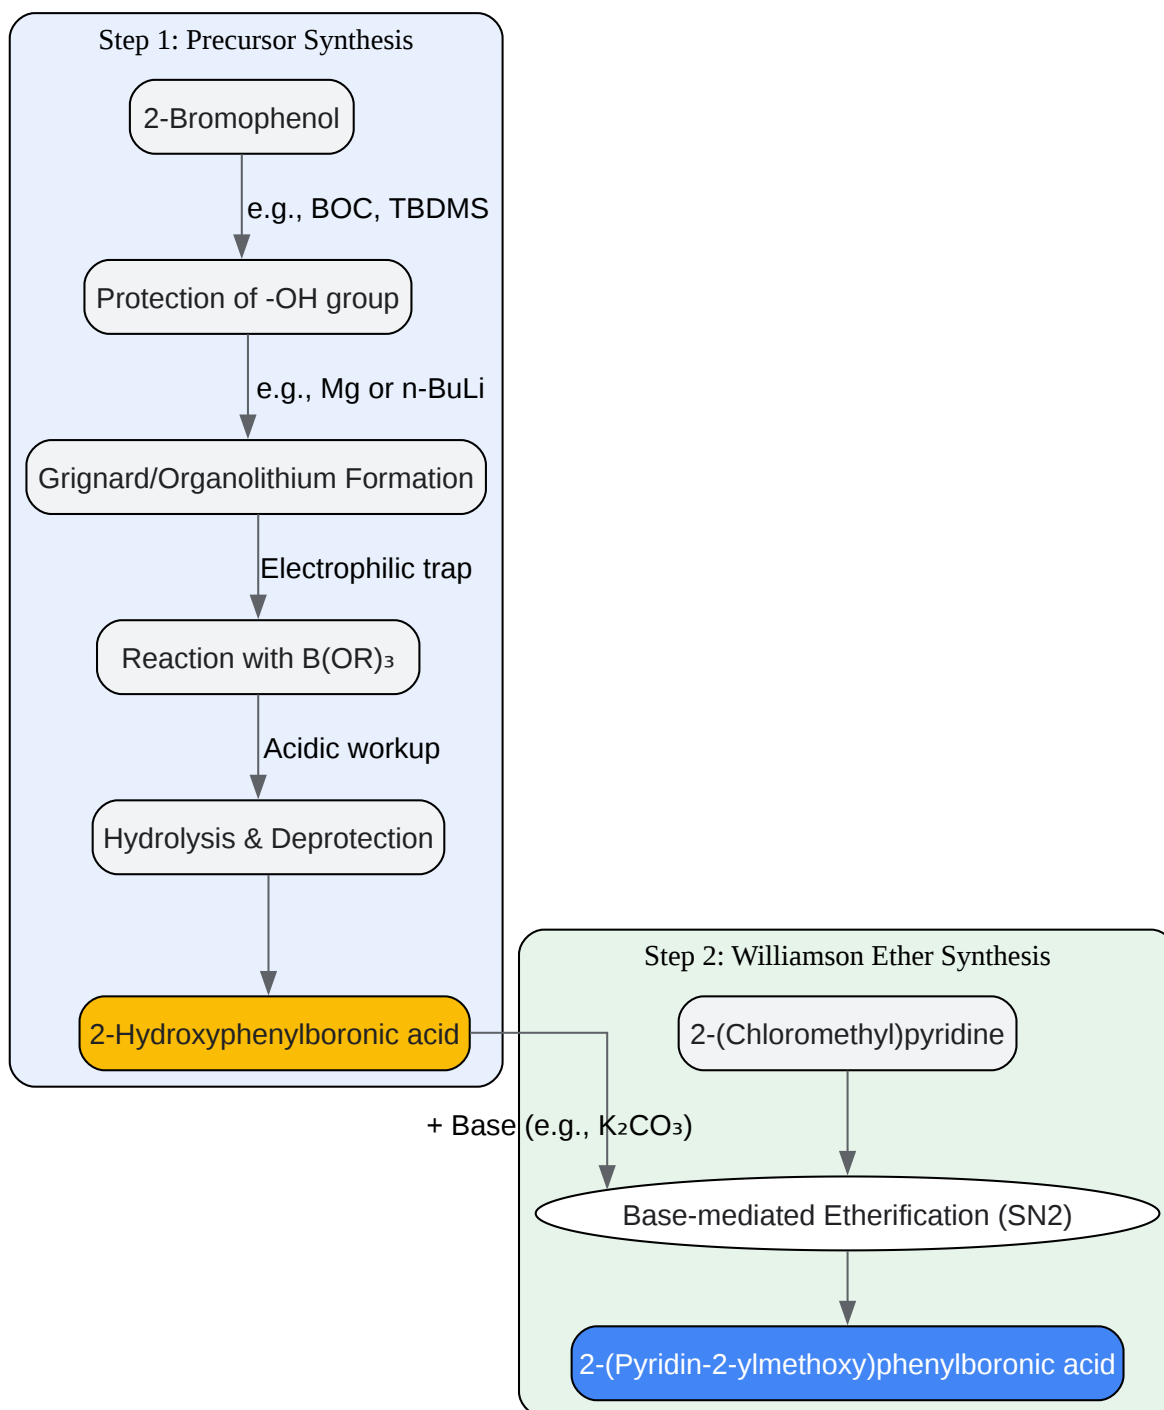 Step 1: Precursor Synthesis
2-Bromophenol
e.g., BOC, TBDMS
Protection of -OH group
e.g., Mg or n-BuLi
Grignard/Organolithium Formation
Electrophilic trap
Reaction with B(OR)₃
Acidic workup
Hydrolysis & Deprotection
2-Hydroxyphenylboronic acid
Step 2: Williamson Ether Synthesis
2-(Chloromethyl)pyridine
+ Base (e.g., K₂CO₃)
Base-mediated Etherification (SN2)
2-(Pyridin-2-ylmethoxy)phenylboronic acid